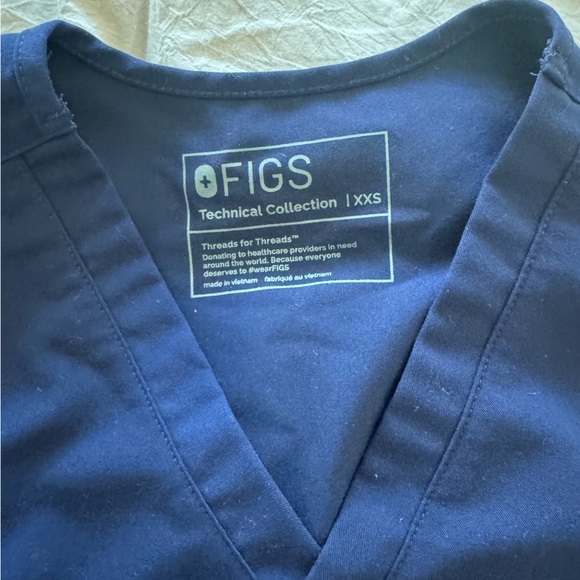 FIGS
Technical Collection | XXS
Threads for Threads™
Donating to healthcare providers in need
around the world. Because everyone
deserves to #wearFIGS
made in vietnam fabriqué au vietnam